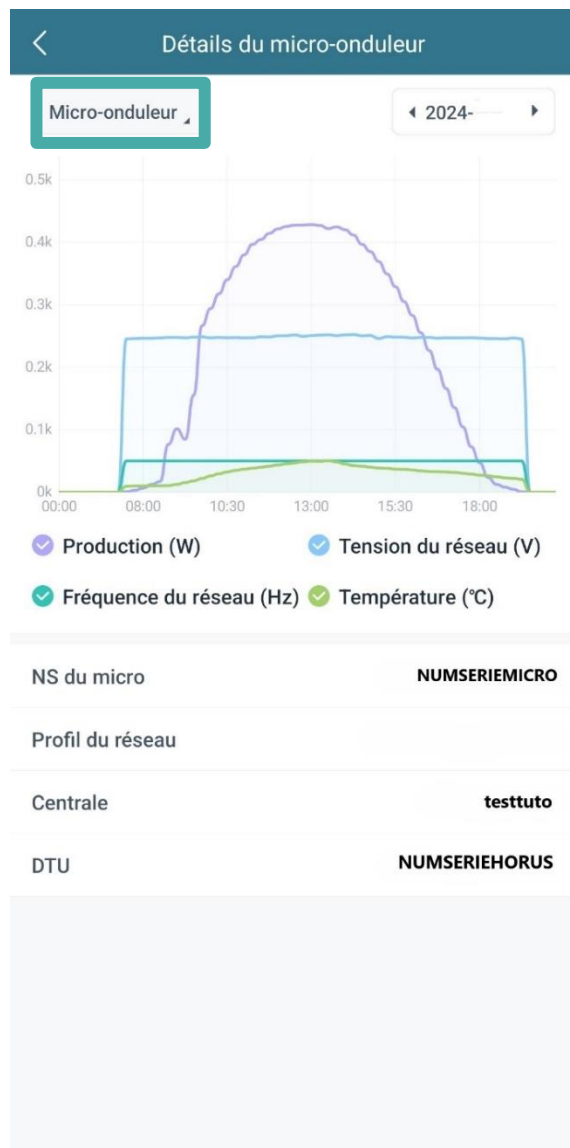 Détails du micro-onduleur
Micro-onduleur
2024-
0.5k
0.4k
0.3k
0.2k
0.1k
0k
00:00 08:00 10:30 13:00 15:30 18:00
Production (W) Tension du réseau (V)
Fréquence du réseau (Hz) Température (℃)
NS du micro NUMSERIEMICRO
Profil du réseau
Centrale testtuto
DTU NUMSERIEHORUS